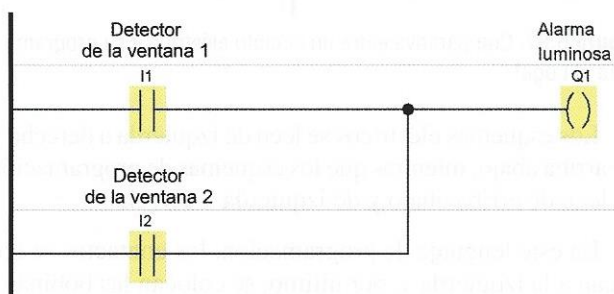 Detector
de la ventana 1
I1
Alarma
luminosa
Q1
Detector
de la ventana 2
I2